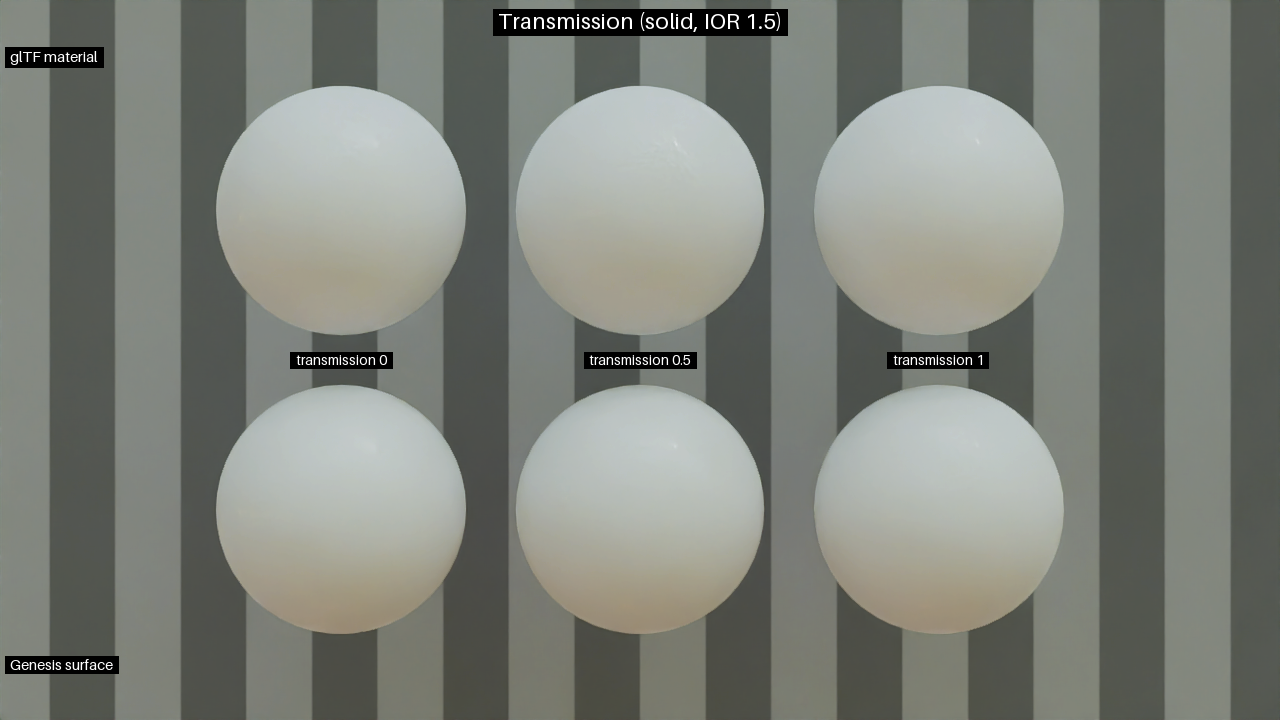 Transmission (solid, IOR 1.5)
glTF material
transmission 0
transmission 0.5
transmission 1
Genesis surface